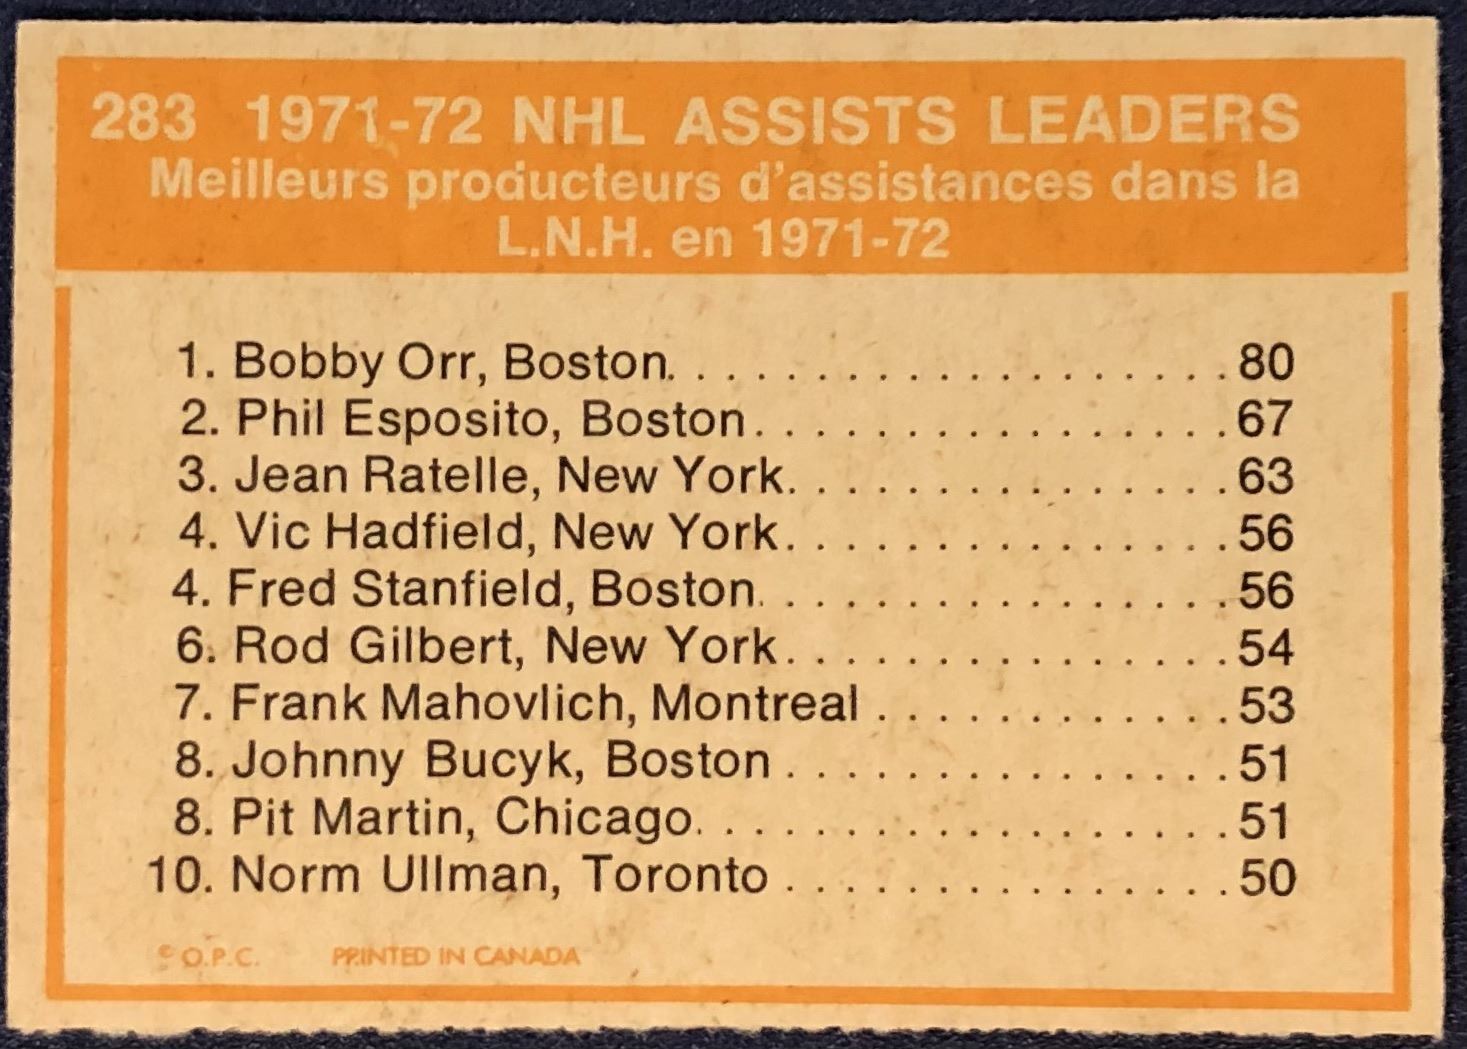 283 1971-72 NHL ASSISTS LEADERS
Meilleurs producteurs d'assistances dans la
L.N.H. en 1971-72
1. Bobby Orr, Boston. . . . . . . . . . . . . . . . . . . 80
2. Phil Esposito, Boston. . . . . . . . . . . . . . . . 67
3. Jean Ratelle, New York. . . . . . . . . . . . . . . 63
4. Vic Hadfield, New York. . . . . . . . . . . . . . . 56
4. Fred Stanfield, Boston. . . . . . . . . . . . . . . . 56
6. Rod Gilbert, New York. . . . . . . . . . . . . . . 54
7. Frank Mahovlich, Montreal . . . . . . . . . . . . 53
8. Johnny Bucyk, Boston . . . . . . . . . . . . . . . 51
8. Pit Martin, Chicago. . . . . . . . . . . . . . . . . . 51
10. Norm Ullman, Toronto . . . . . . . . . . . . . . . 50
© O.P.C. PRINTED IN CANADA